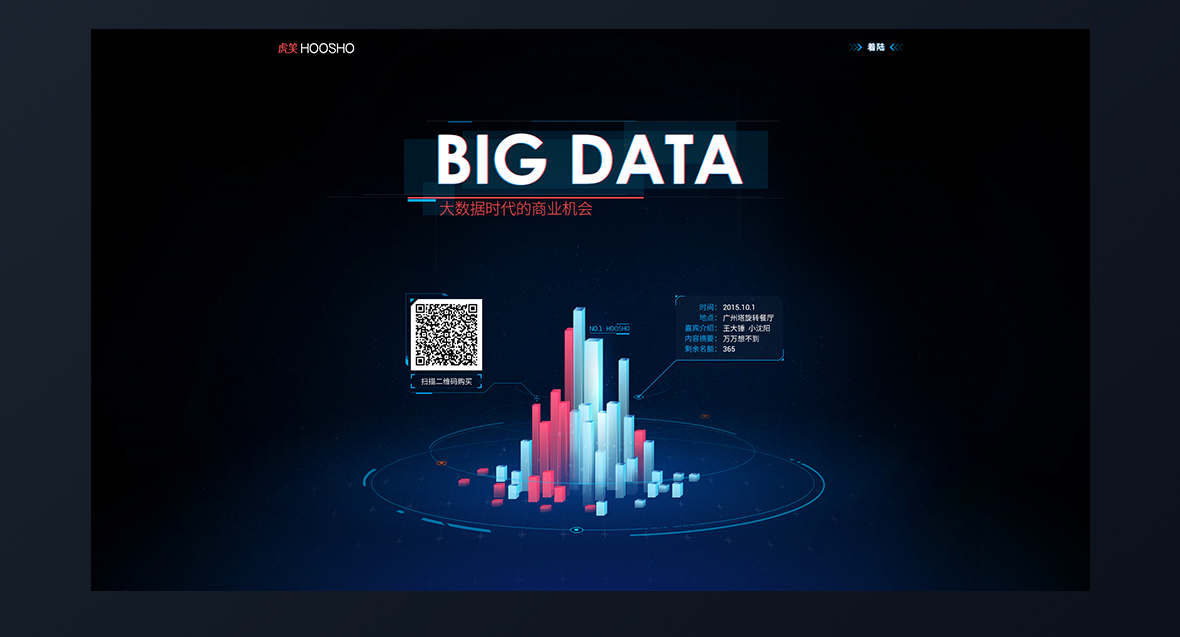 虎笑 HOOSHO
着陆
BIG DATA
大数据时代的商业机会
扫描二维码购买
NO.1 HOOSHO
时间： 2015.10.1
地点： 广州塔旋转餐厅
嘉宾介绍： 王大锤 小沈阳
内容摘要： 万万想不到
剩余名额： 365